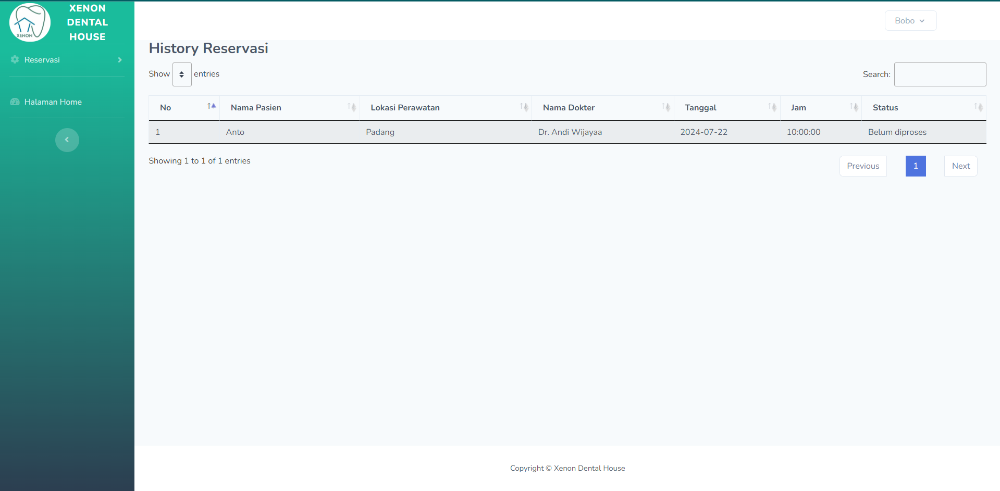 XENON
XENON
DENTAL
HOUSE
Bobo
Reservasi
Halaman Home
History Reservasi
Show entries
Search:
No Nama Pasien Lokasi Perawatan Nama Dokter Tanggal Jam Status
1 Anto Padang Dr. Andi Wijayaa 2024-07-22 10:00:00 Belum diproses
Showing 1 to 1 of 1 entries
Previous 1 Next
Copyright © Xenon Dental House